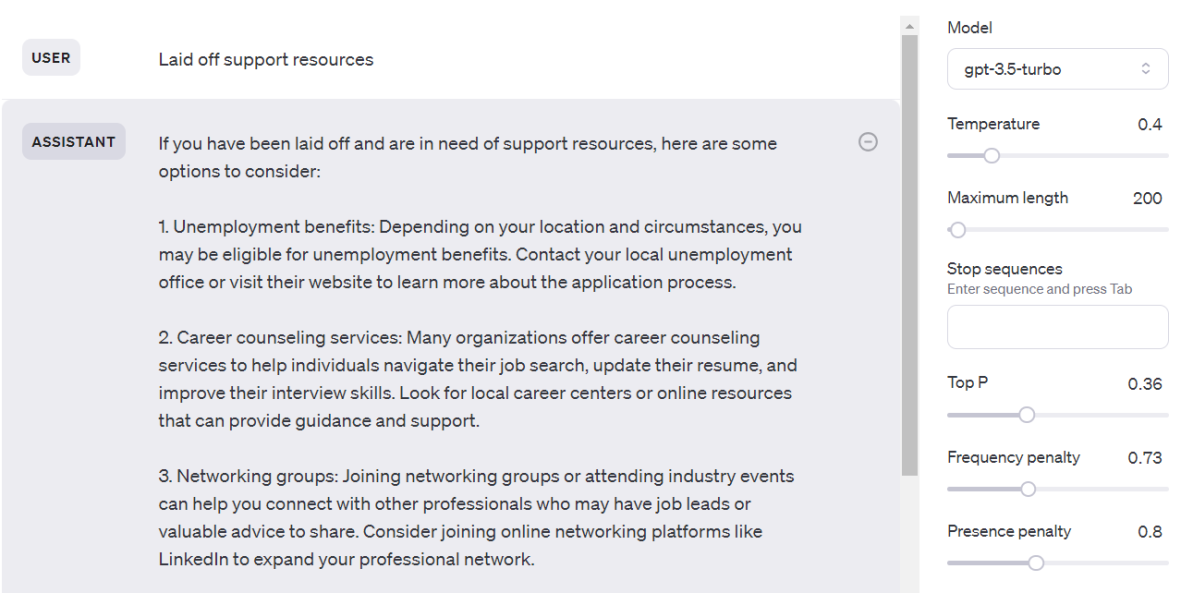 USER
Laid off support resources
ASSISTANT
If you have been laid off and are in need of support resources, here are some
options to consider:
1. Unemployment benefits: Depending on your location and circumstances, you
may be eligible for unemployment benefits. Contact your local unemployment
office or visit their website to learn more about the application process.
2. Career counseling services: Many organizations offer career counseling
services to help individuals navigate their job search, update their resume, and
improve their interview skills. Look for local career centers or online resources
that can provide guidance and support.
3. Networking groups: Joining networking groups or attending industry events
can help you connect with other professionals who may have job leads or
valuable advice to share. Consider joining online networking platforms like
LinkedIn to expand your professional network.
Model
gpt-3.5-turbo
Temperature 0.4
Maximum length 200
Stop sequences
Enter sequence and press Tab
Top P 0.36
Frequency penalty 0.73
Presence penalty 0.8